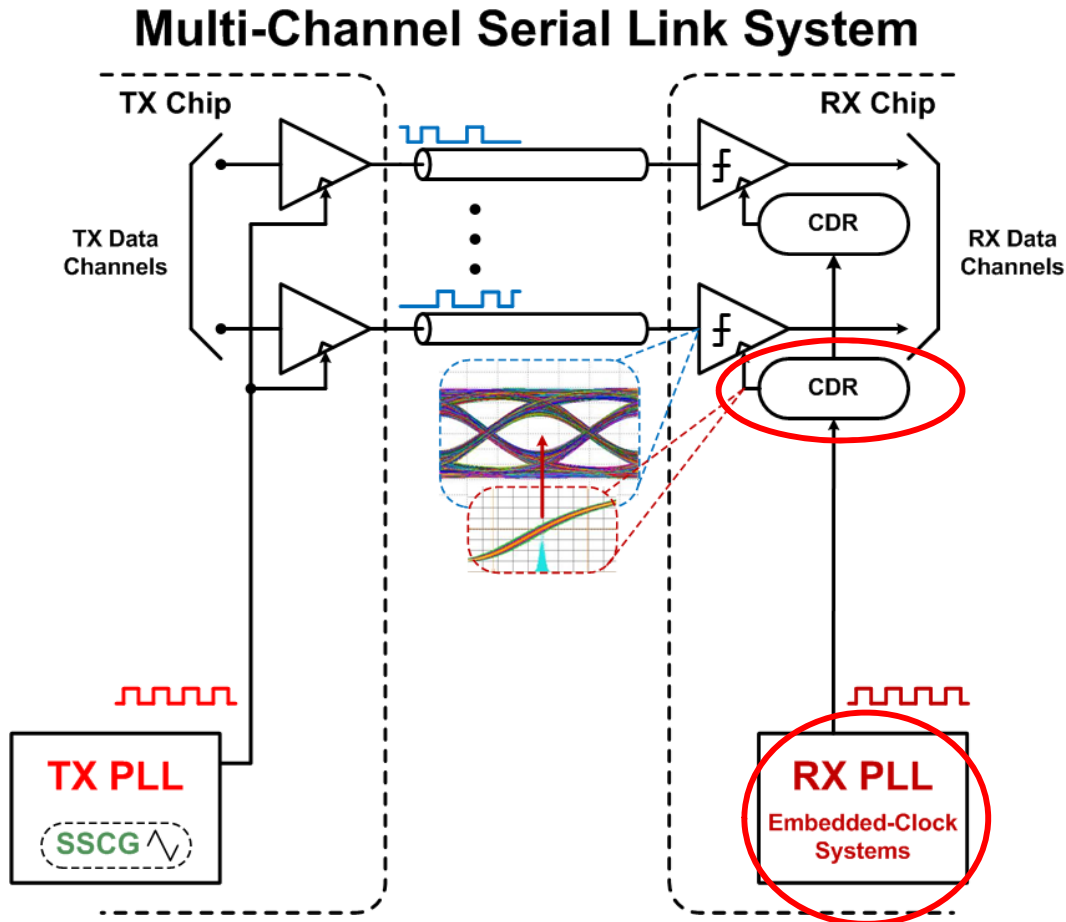 Multi-Channel Serial Link System
TX Chip
RX Chip
TX Data
Channels
CDR
RX Data
Channels
CDR
TX PLL
SSCG
RX PLL
Embedded-Clock
Systems